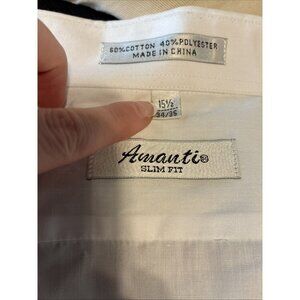 60%COTTON 40%POLYESTER
MADE IN CHINA
15½
34/35
Amanti®
SLIM FIT